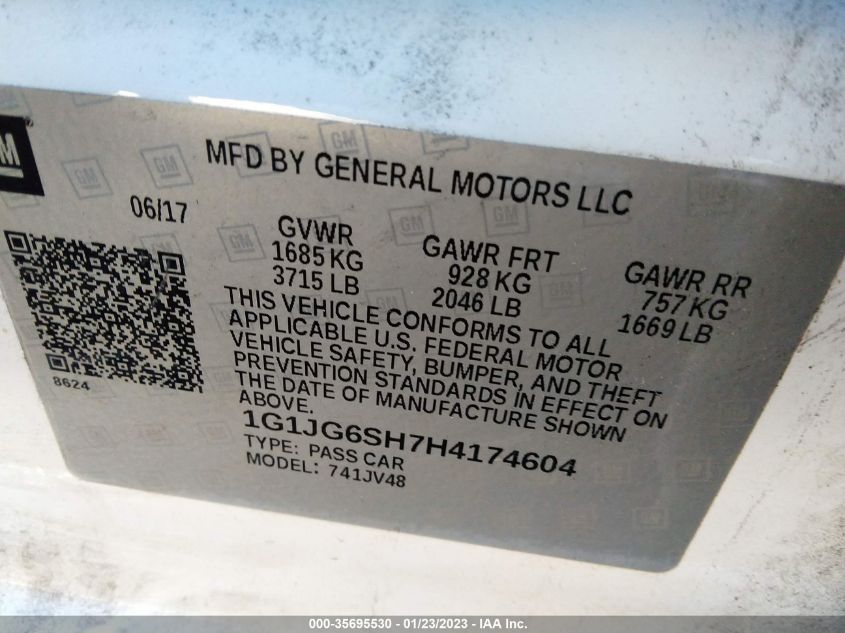 GM
MFD BY GENERAL MOTORS LLC
06/17
GVWR
1685 KG
3715 LB
GAWR FRT
928 KG
2046 LB
GAWR RR
757 KG
1669 LB
THIS VEHICLE CONFORMS TO ALL
APPLICABLE U.S. FEDERAL MOTOR
VEHICLE SAFETY, BUMPER, AND THEFT
PREVENTION STANDARDS IN EFFECT ON
THE DATE OF MANUFACTURE SHOWN
ABOVE.
8624
1G1JG6SH7H4174604
TYPE: PASS CAR
MODEL: 741JV48
000-35695530 - 01/23/2023 - IAA Inc.